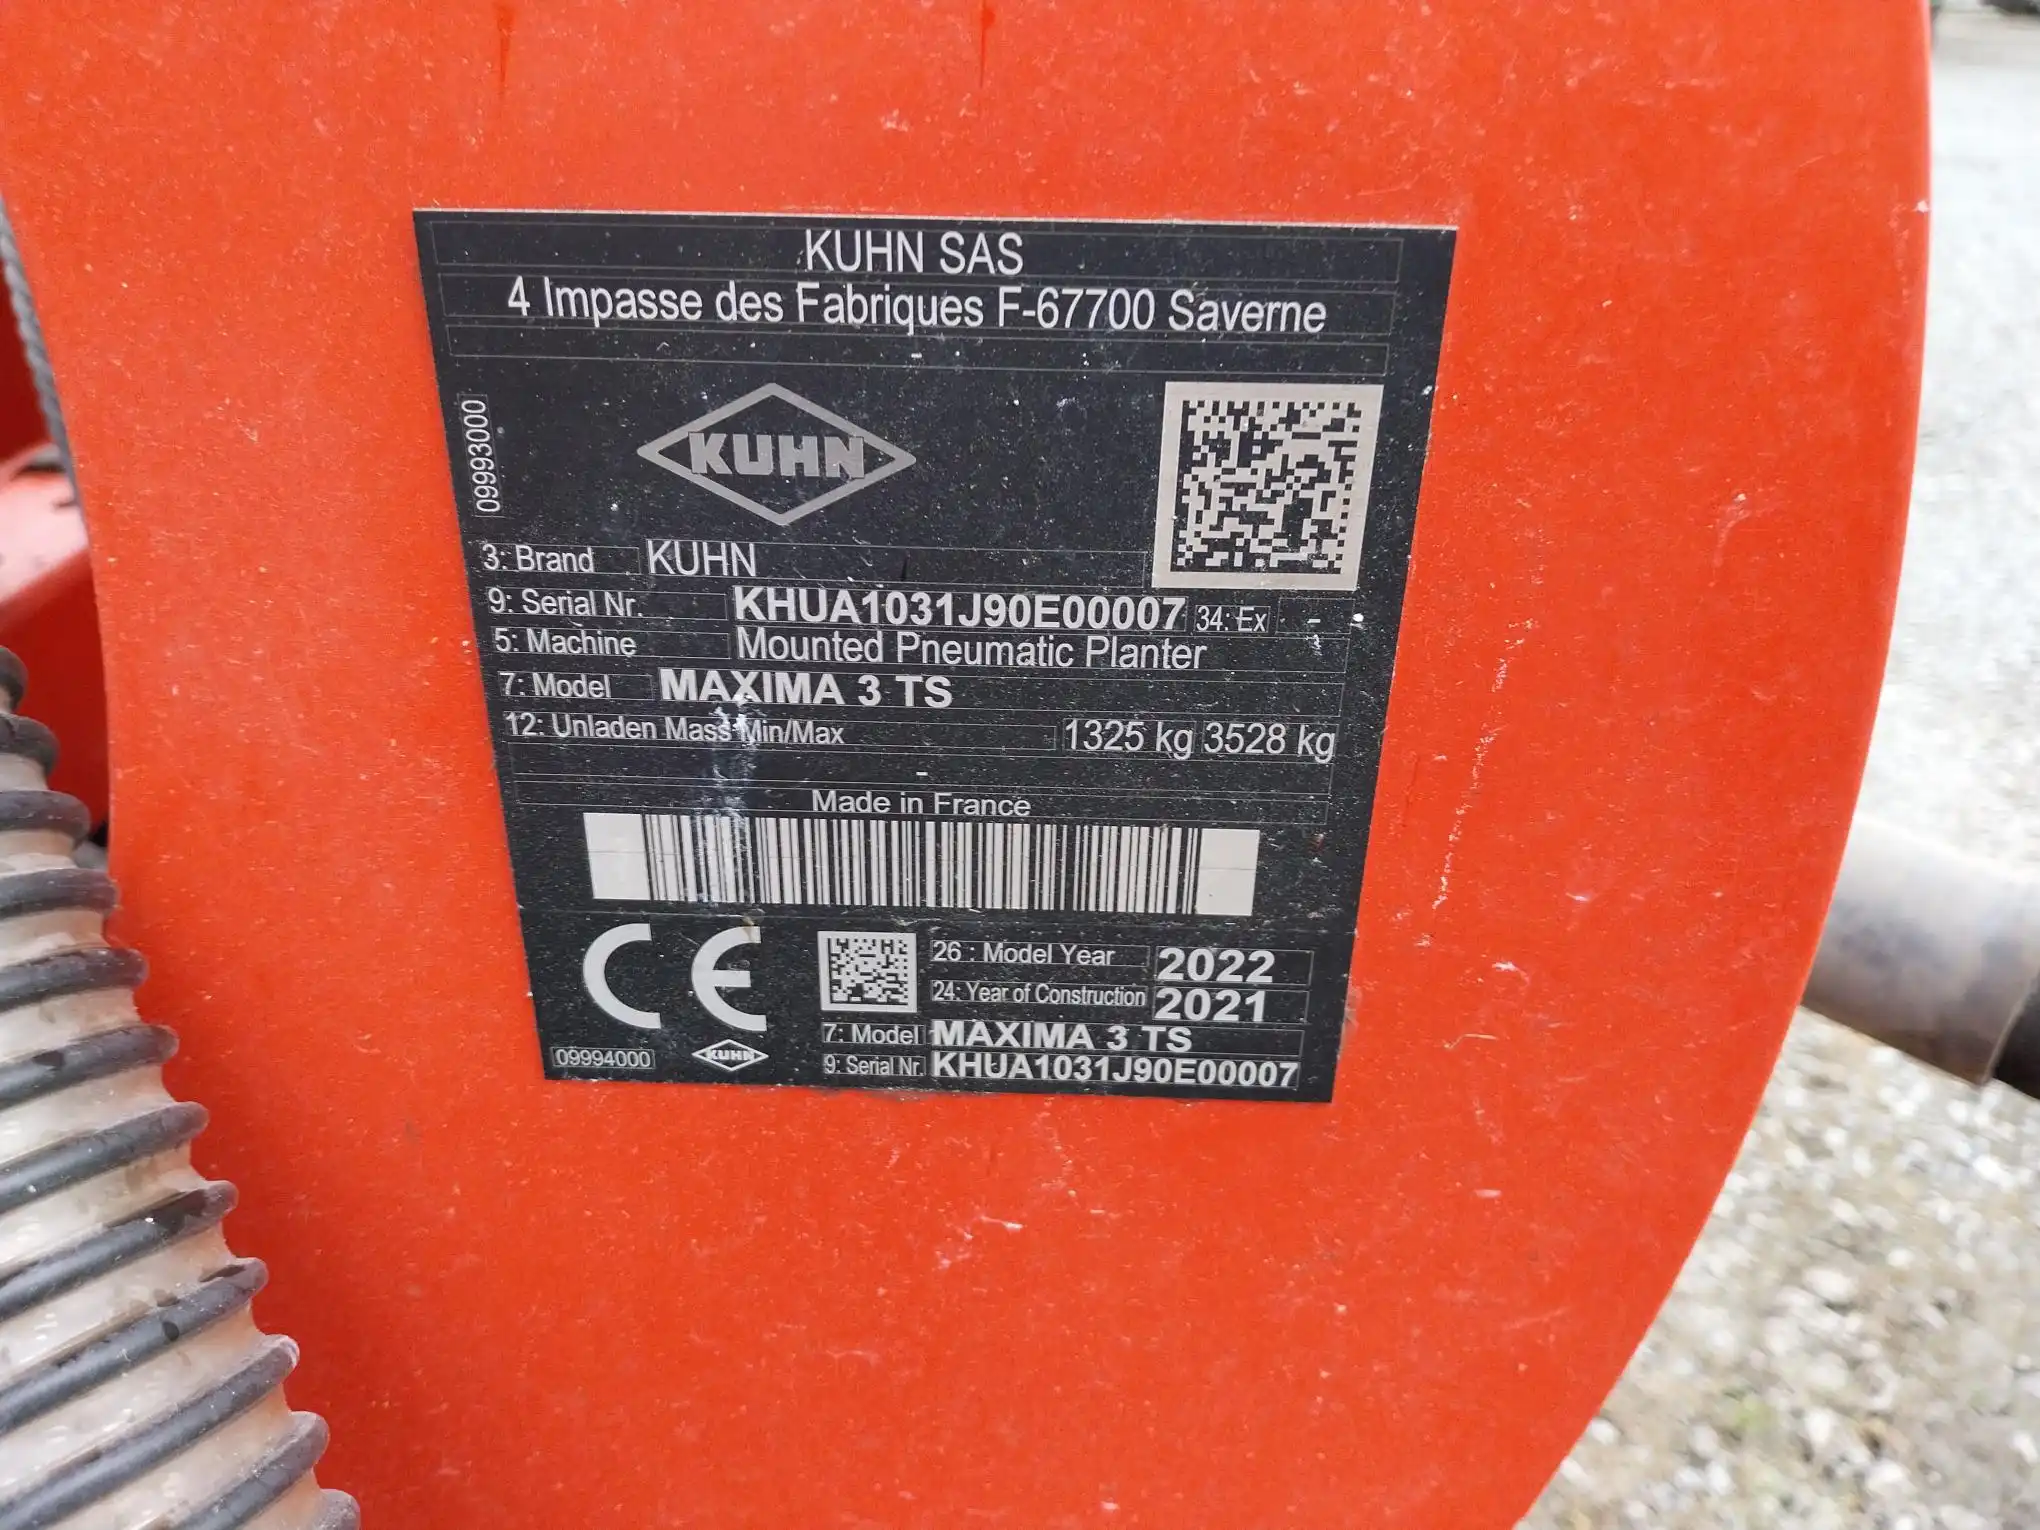 KUHN SAS
4 Impasse des Fabriques F-67700 Saverne
09993000
KUHN
3: Brand KUHN
9: Serial Nr. KHUA1031J90E00007 34: Ex -
5: Machine Mounted Pneumatic Planter
7: Model MAXIMA 3 TS
12: Unladen Mass Min/Max 1325 kg 3528 kg
-
Made in France
CE
26 : Model Year 2022
24: Year of Construction 2021
7: Model MAXIMA 3 TS
09994000 KUHN 9: Serial Nr. KHUA1031J90E00007